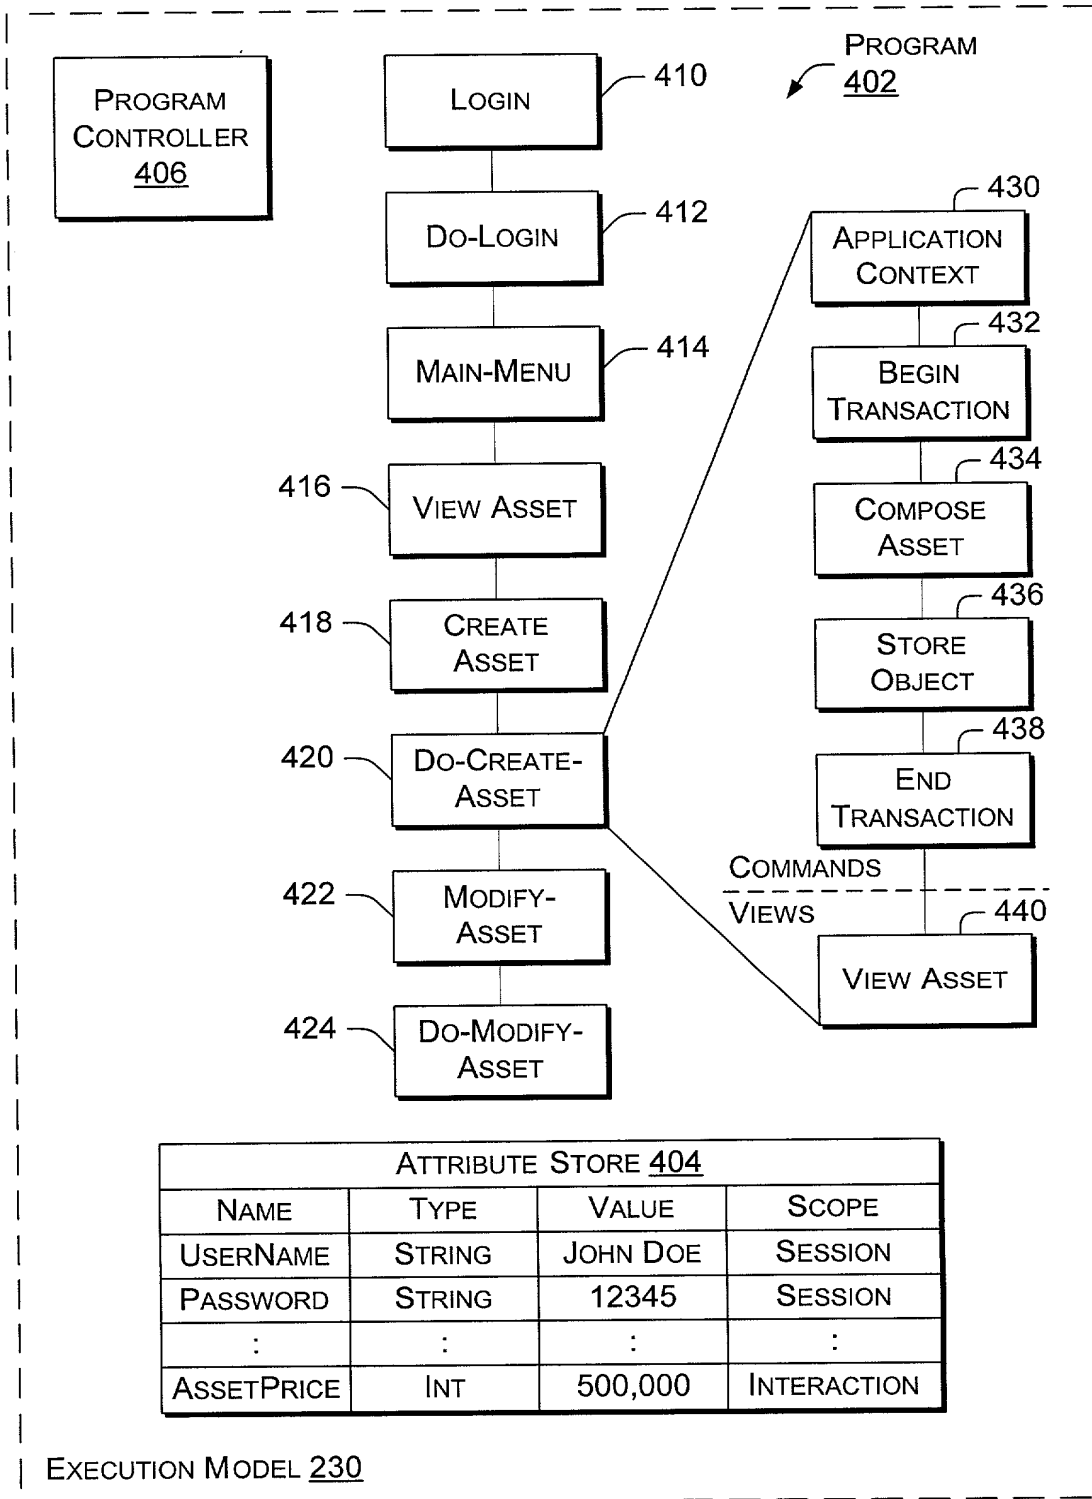 PROGRAM
CONTROLLER
406
LOGIN
410
PROGRAM
402
DO-LOGIN
412
MAIN-MENU
414
416
VIEW ASSET
418
CREATE
ASSET
420
DO-CREATE-
ASSET
422
MODIFY-
ASSET
424
DO-MODIFY-
ASSET
430
APPLICATION
CONTEXT
432
BEGIN
TRANSACTION
434
COMPOSE
ASSET
436
STORE
OBJECT
438
END
TRANSACTION
COMMANDS
VIEWS
440
VIEW ASSET
ATTRIBUTE STORE 404
NAME TYPE VALUE SCOPE
USERNAME STRING JOHN DOE SESSION
PASSWORD STRING 12345 SESSION
: : : :
ASSETPRICE INT 500,000 INTERACTION
EXECUTION MODEL 230